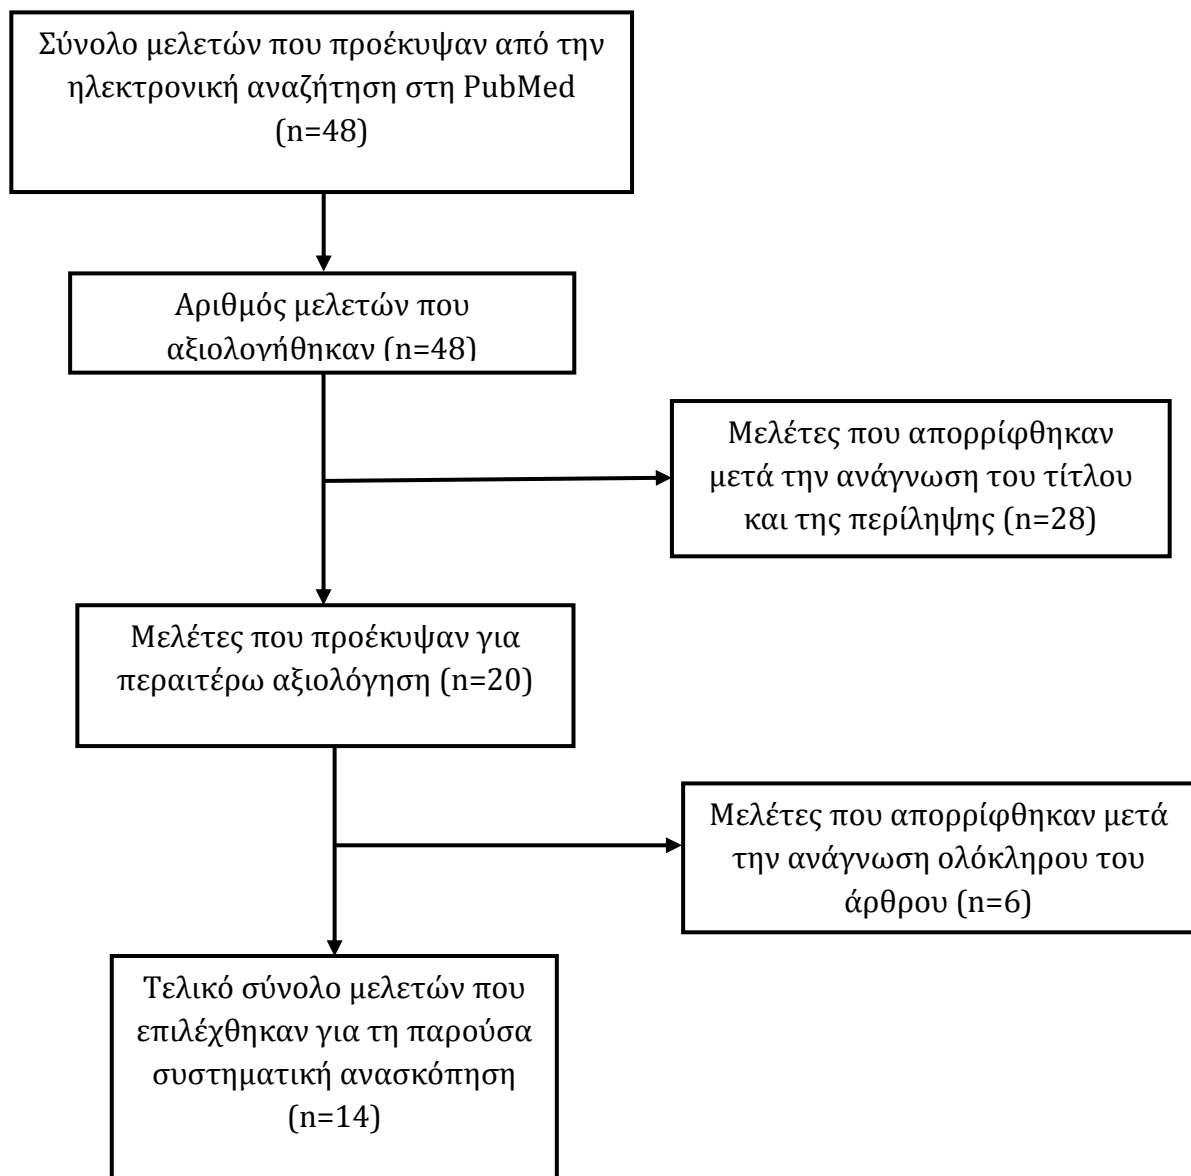 Σύνολο μελετών που προέκυψαν από την
ηλεκτρονική αναζήτηση στη PubMed
(n=48)
Αριθμός μελετών που
αξιολογήθηκαν (n=48)
Μελέτες που απορρίφθηκαν
μετά την ανάγνωση του τίτλου
και της περίληψης (n=28)
Μελέτες που προέκυψαν για
περαιτέρω αξιολόγηση (n=20)
Μελέτες που απορρίφθηκαν μετά
την ανάγνωση ολόκληρου του
άρθρου (n=6)
Τελικό σύνολο μελετών που
επιλέχθηκαν για τη παρούσα
συστηματική ανασκόπηση
(n=14)